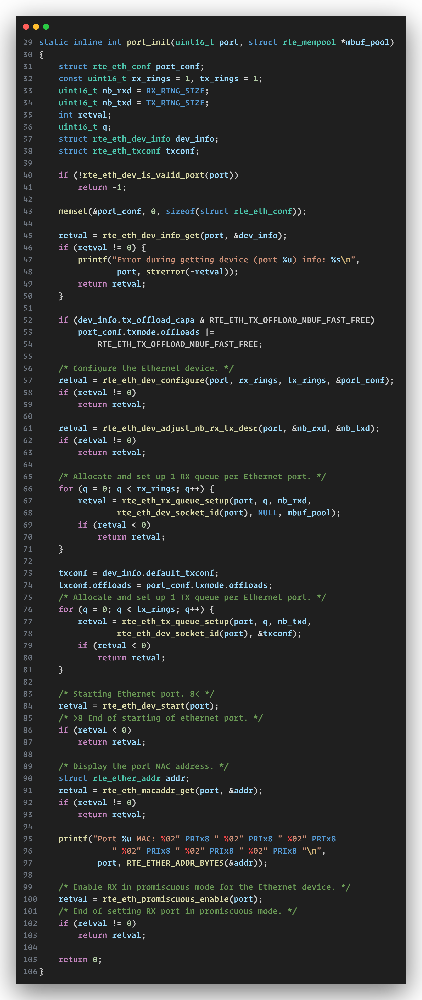 29 static inline int port_init(uint16_t port, struct rte_mempool *mbuf_pool)
30 {
31     struct rte_eth_conf port_conf;
32     const uint16_t rx_rings = 1, tx_rings = 1;
33     uint16_t nb_rxd = RX_RING_SIZE;
34     uint16_t nb_txd = TX_RING_SIZE;
35     int retval;
36     uint16_t q;
37     struct rte_eth_dev_info dev_info;
38     struct rte_eth_txconf txconf;
39
40     if (!rte_eth_dev_is_valid_port(port))
41         return -1;
42
43     memset(&port_conf, 0, sizeof(struct rte_eth_conf));
44
45     retval = rte_eth_dev_info_get(port, &dev_info);
46     if (retval != 0) {
47         printf("Error during getting device (port %u) info: %s\n",
48                 port, strerror(-retval));
49         return retval;
50     }
51
52     if (dev_info.tx_offload_capa & RTE_ETH_TX_OFFLOAD_MBUF_FAST_FREE)
53         port_conf.txmode.offloads |=
54             RTE_ETH_TX_OFFLOAD_MBUF_FAST_FREE;
55
56     /* Configure the Ethernet device. */
57     retval = rte_eth_dev_configure(port, rx_rings, tx_rings, &port_conf);
58     if (retval != 0)
59         return retval;
60
61     retval = rte_eth_dev_adjust_nb_rx_tx_desc(port, &nb_rxd, &nb_txd);
62     if (retval != 0)
63         return retval;
64
65     /* Allocate and set up 1 RX queue per Ethernet port. */
66     for (q = 0; q < rx_rings; q++) {
67         retval = rte_eth_rx_queue_setup(port, q, nb_rxd,
68                 rte_eth_dev_socket_id(port), NULL, mbuf_pool);
69         if (retval < 0)
70             return retval;
71     }
72
73     txconf = dev_info.default_txconf;
74     txconf.offloads = port_conf.txmode.offloads;
75     /* Allocate and set up 1 TX queue per Ethernet port. */
76     for (q = 0; q < tx_rings; q++) {
77         retval = rte_eth_tx_queue_setup(port, q, nb_txd,
78                 rte_eth_dev_socket_id(port), &txconf);
79         if (retval < 0)
80             return retval;
81     }
82
83     /* Starting Ethernet port. 8< */
84     retval = rte_eth_dev_start(port);
85     /* >8 End of starting of ethernet port. */
86     if (retval < 0)
87         return retval;
88
89     /* Display the port MAC address. */
90     struct rte_ether_addr addr;
91     retval = rte_eth_macaddr_get(port, &addr);
92     if (retval != 0)
93         return retval;
94
95     printf("Port %u MAC: %02" PRIx8 " %02" PRIx8 " %02" PRIx8
96                " %02" PRIx8 " %02" PRIx8 " %02" PRIx8 "\n",
97             port, RTE_ETHER_ADDR_BYTES(&addr));
98
99     /* Enable RX in promiscuous mode for the Ethernet device. */
100    retval = rte_eth_promiscuous_enable(port);
101    /* End of setting RX port in promiscuous mode. */
102    if (retval != 0)
103        return retval;
104
105    return 0;
106}